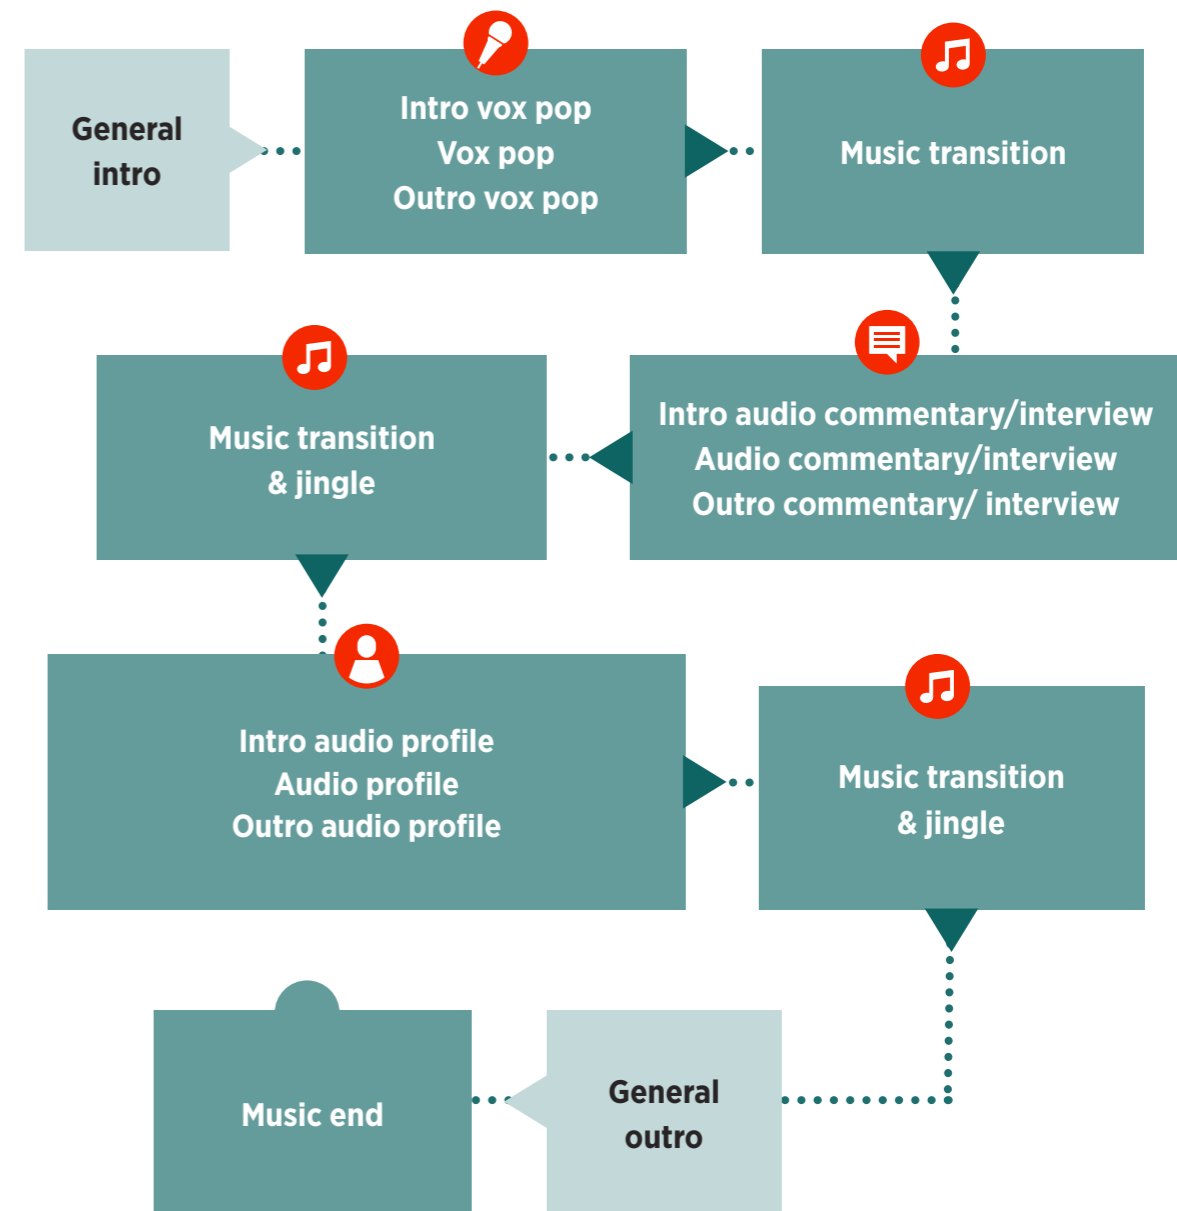 General
intro
Intro vox pop
Vox pop
Outro vox pop
Music transition
Intro audio commentary/interview
Audio commentary/interview
Outro commentary/ interview
Music transition
& jingle
Intro audio profile
Audio profile
Outro audio profile
Music transition
& jingle
General
outro
Music end